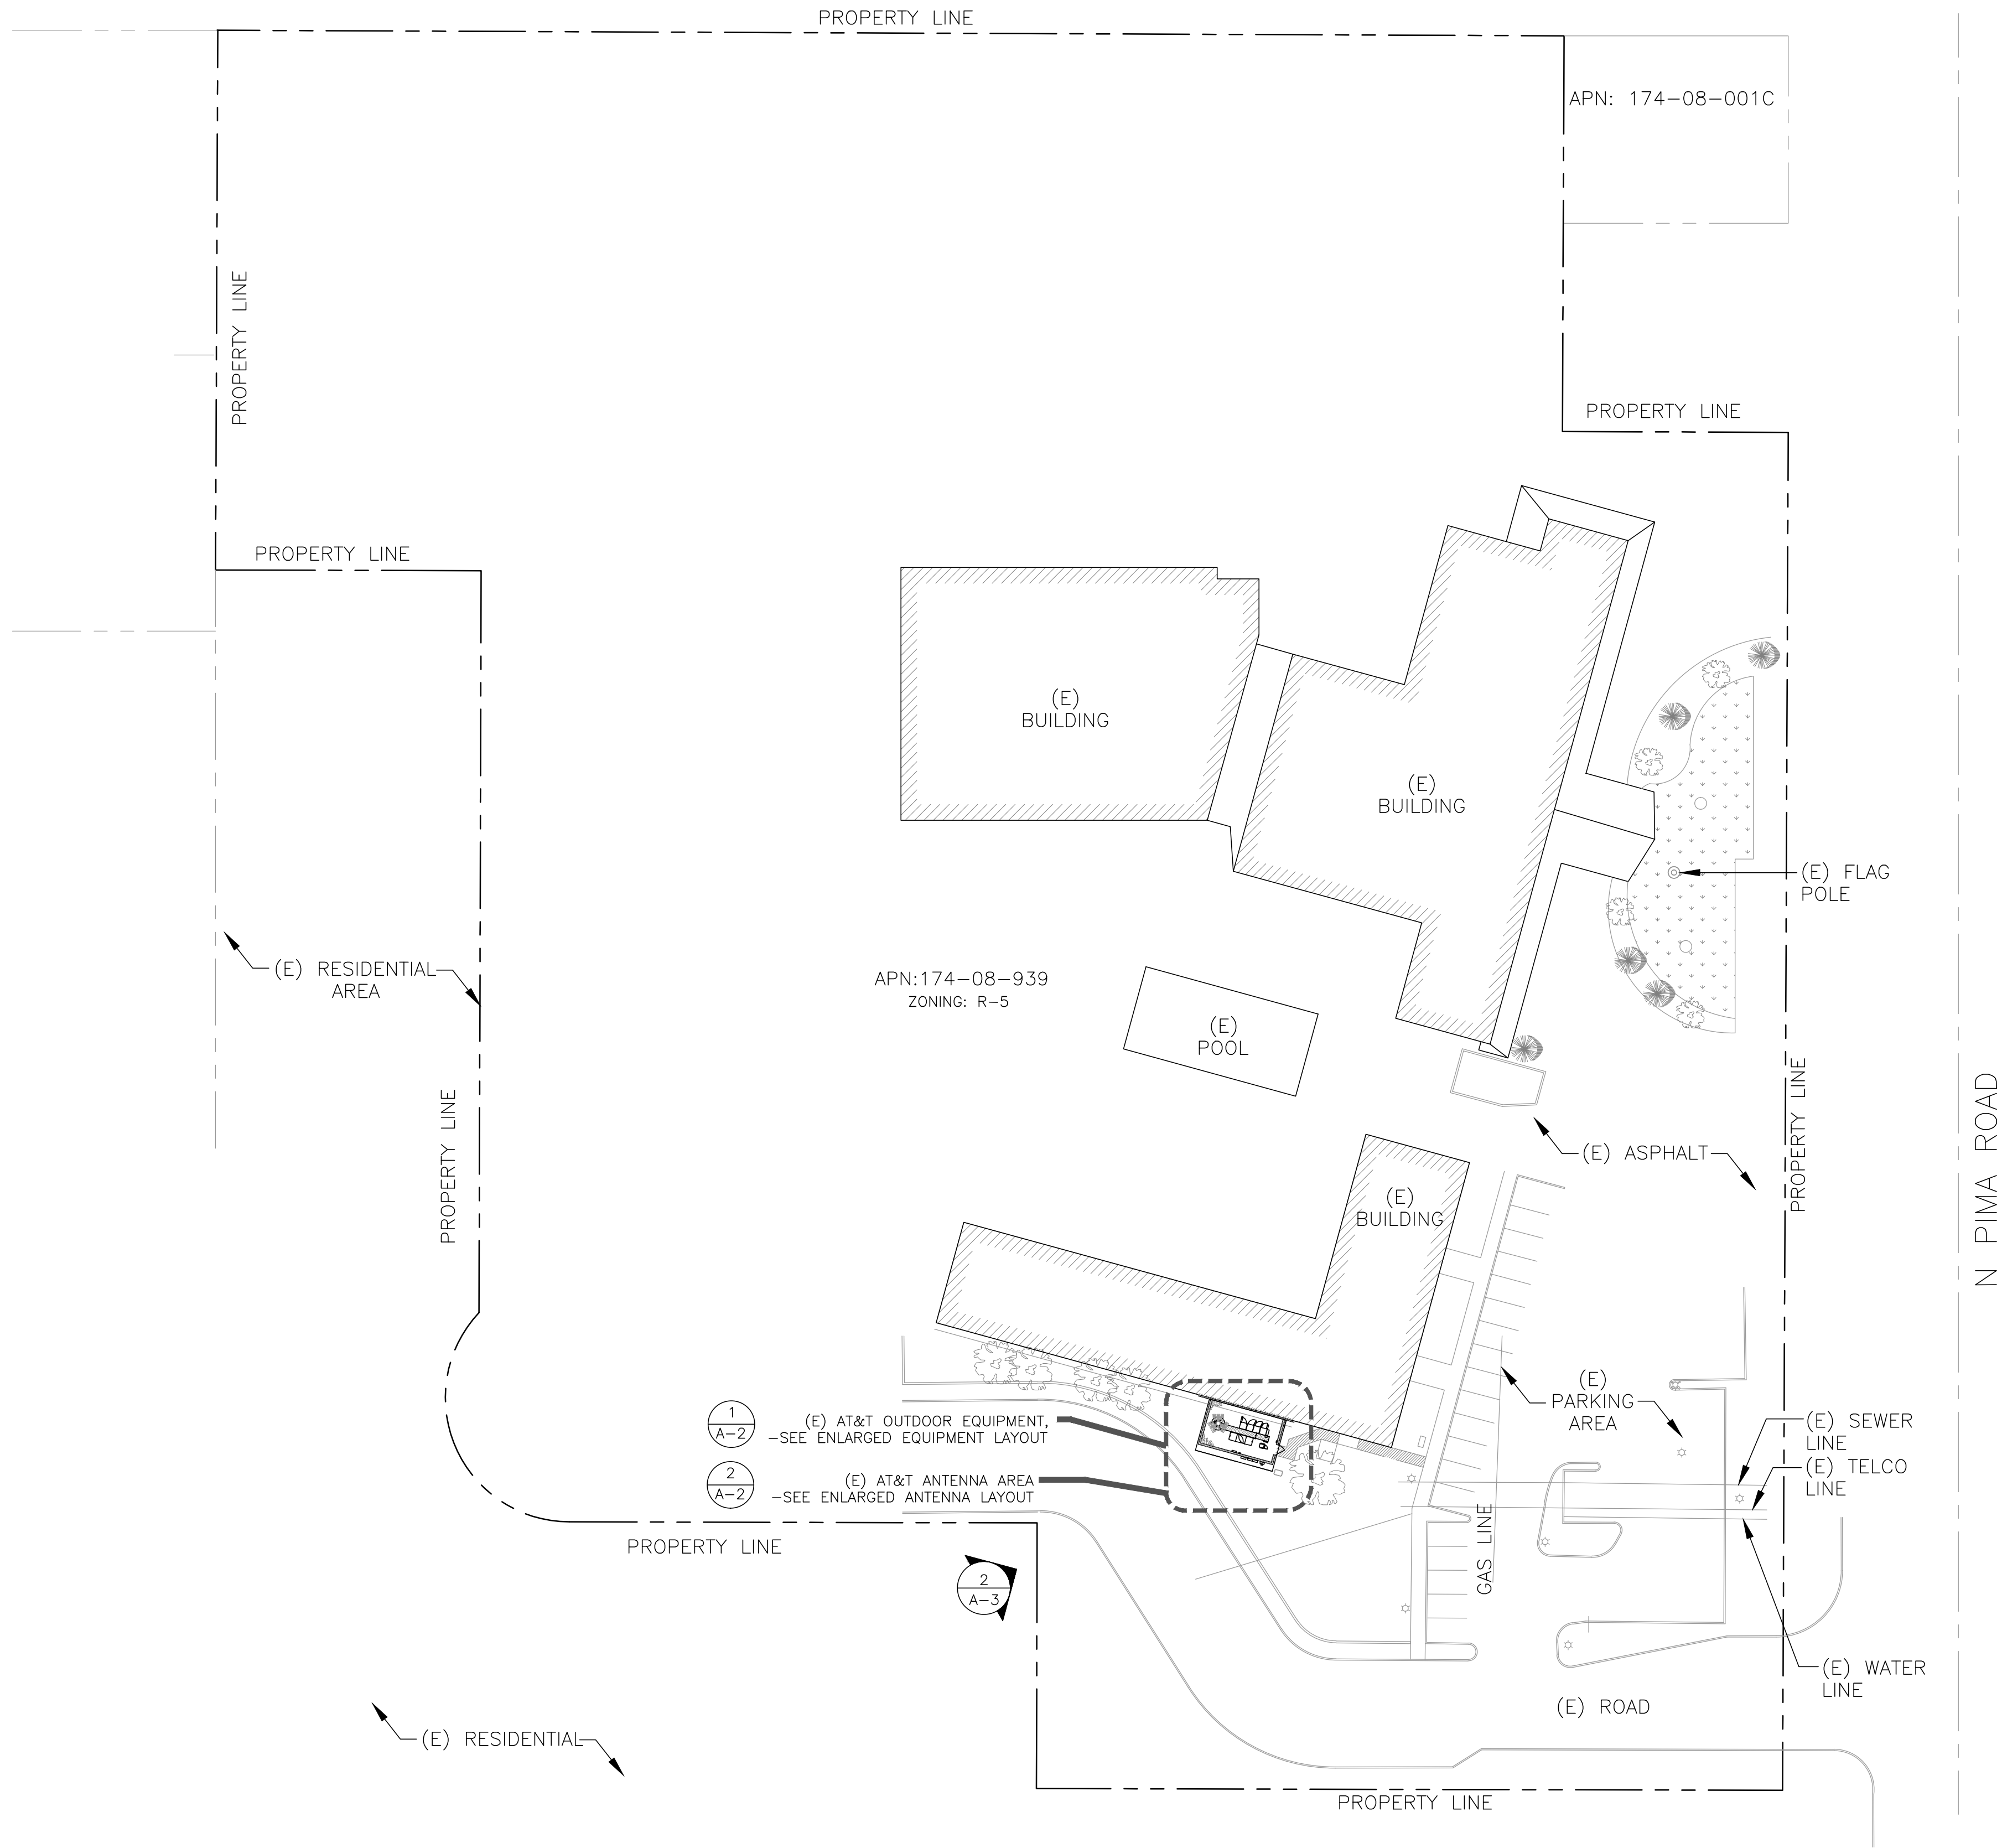 PROPERTY LINE
APN: 174-08-001C
PROPERTY LINE
PROPERTY LINE
PROPERTY LINE
(E)
BUILDING
(E)
BUILDING
(E) FLAG
POLE
(E) RESIDENTIAL
AREA
APN:174-08-939
ZONING: R-5
(E)
POOL
PROPERTY LINE
PROPERTY LINE
N PIMA ROAD
(E) ASPHALT
(E)
BUILDING
(E)
PARKING
AREA
1
A-2
(E) AT&T OUTDOOR EQUIPMENT,
-SEE ENLARGED EQUIPMENT LAYOUT
2
A-2
(E) AT&T ANTENNA AREA
-SEE ENLARGED ANTENNA LAYOUT
(E) SEWER
LINE
(E) TELCO
LINE
GAS LINE
PROPERTY LINE
2
A-3
(E) WATER
LINE
(E) ROAD
(E) RESIDENTIAL
PROPERTY LINE